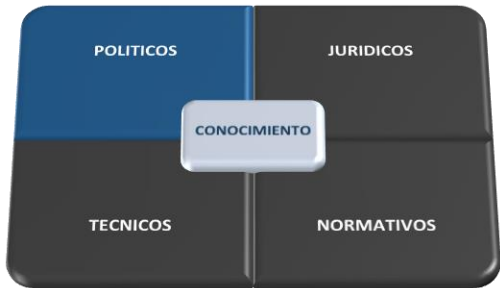 POLITICOS
JURIDICOS
CONOCIMIENTO
TECNICOS
NORMATIVOS